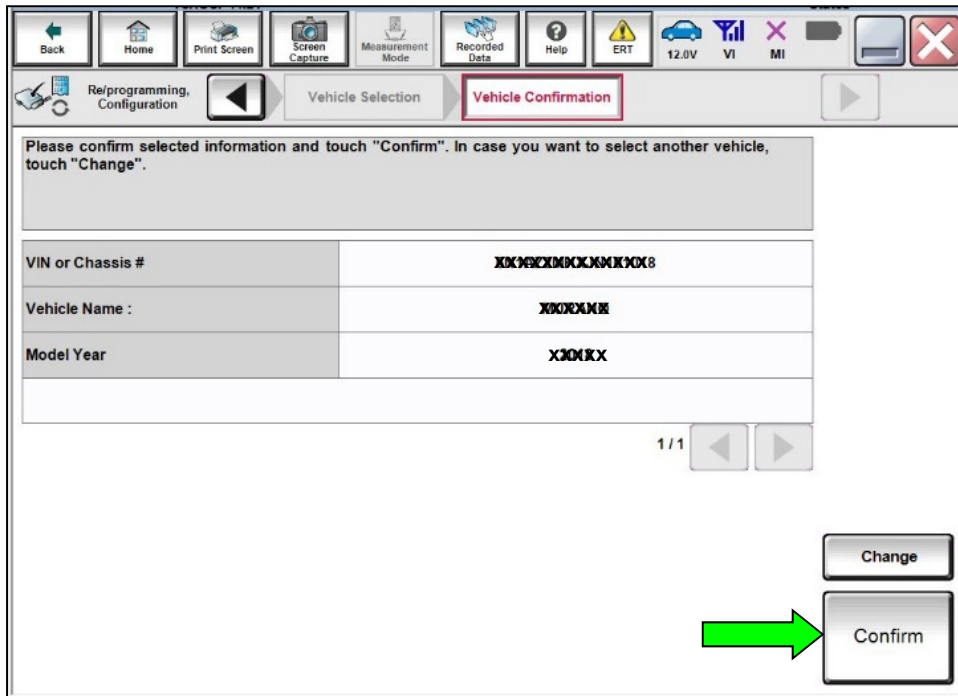 Back
Home
Print Screen
Screen
Capture
Measurement
Mode
Recorded
Data
Help
ERT
12.0V
VI
MI
Re/programming,
Configuration
Vehicle Selection
Vehicle Confirmation
Please confirm selected information and touch "Confirm". In case you want to select another vehicle,
touch "Change".
VIN or Chassis #
Vehicle Name :
Model Year
1/1
Change
Confirm